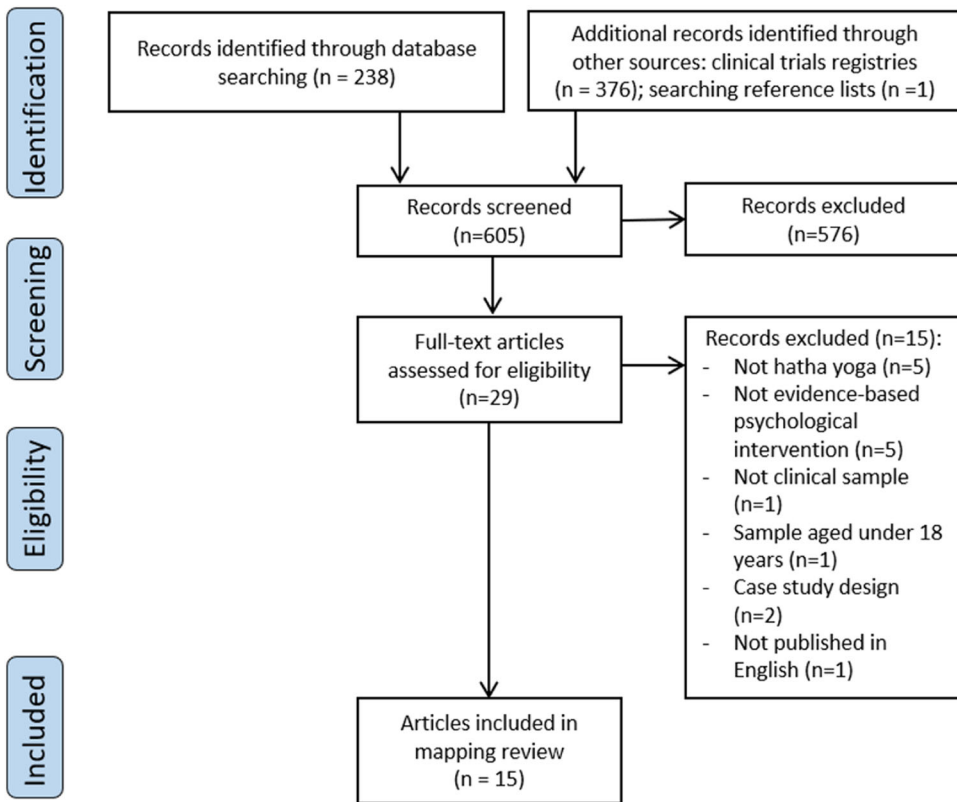 Identification
Records identified through database
searching (n = 238)
Additional records identified through
other sources: clinical trials registries
(n = 376); searching reference lists (n =1)
Records screened
(n=605)
Records excluded
(n=576)
Screening
Full-text articles
assessed for eligibility
(n=29)
Records excluded (n=15):
- Not hatha yoga (n=5)
- Not evidence-based
psychological
intervention (n=5)
- Not clinical sample
(n=1)
- Sample aged under 18
years (n=1)
- Case study design
(n=2)
- Not published in
English (n=1)
Eligibility
Included
Articles included in
mapping review
(n = 15)